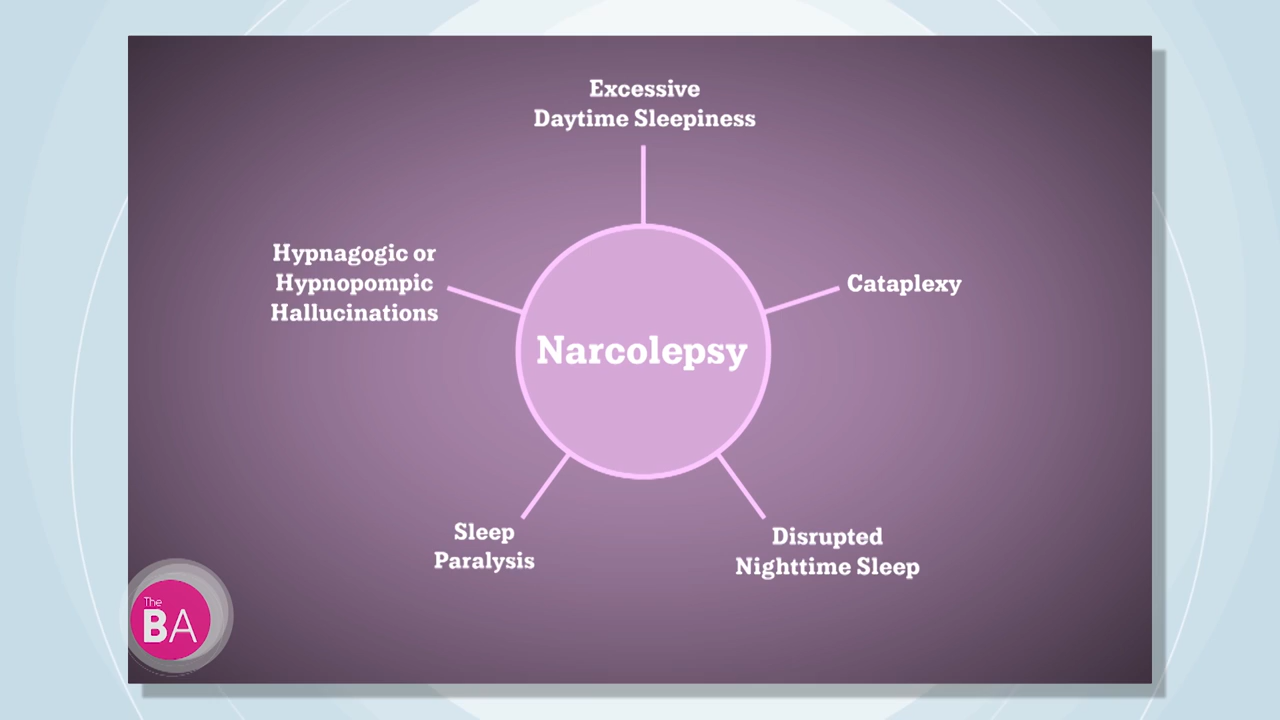 Excessive
Daytime Sleepiness
Hypnagogic or
Hypnopompic
Hallucinations
Cataplexy
Narcolepsy
Sleep
Paralysis
Disrupted
Nighttime Sleep
The
BA